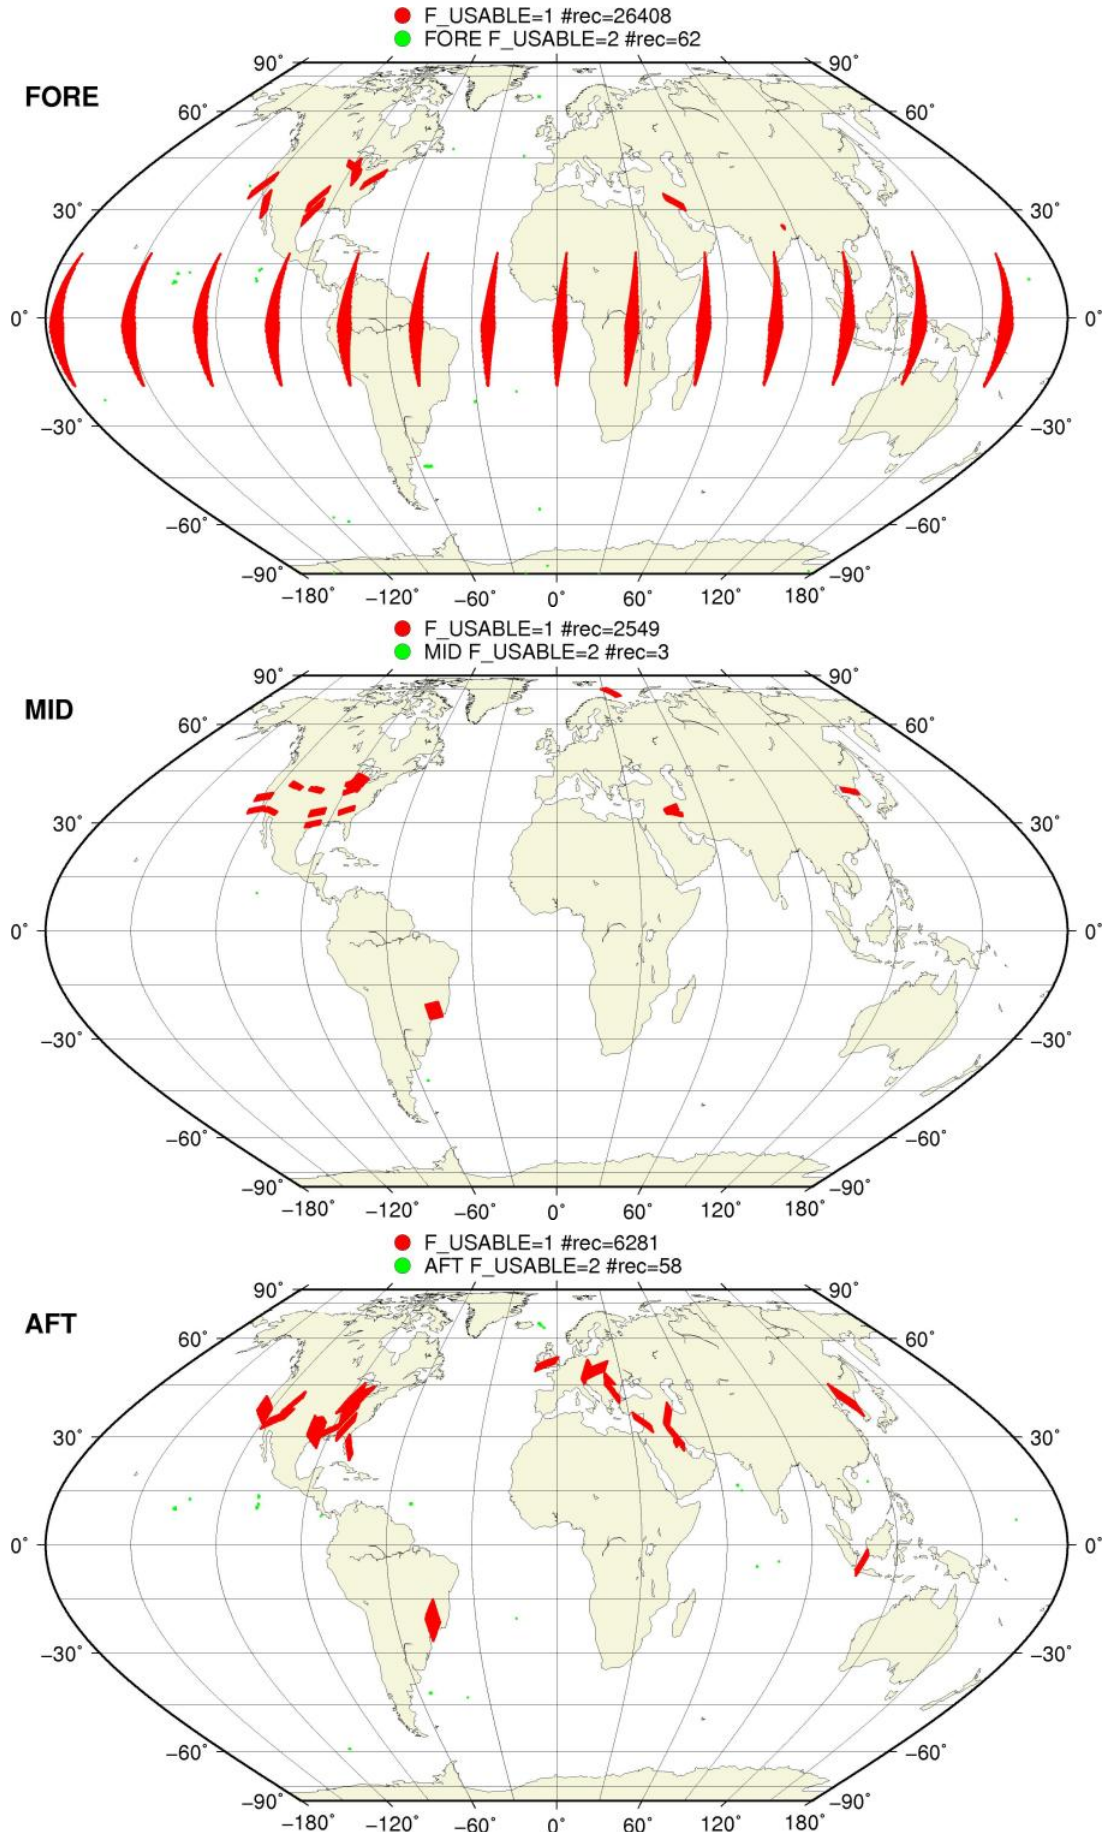 F_USABLE=1 #rec=26408
FORE F_USABLE=2 #rec=62
FORE
90° 90°
60° 60°
30° 30°
0° 0°
−30° −30°
−60° −60°
−90° −90°
−180° −120° −60° 0° 60° 120° 180°
F_USABLE=1 #rec=2549
MID F_USABLE=2 #rec=3
MID
90° 90°
60° 60°
30° 30°
0° 0°
−30° −30°
−60° −60°
−90° −90°
−180° −120° −60° 0° 60° 120° 180°
F_USABLE=1 #rec=6281
AFT F_USABLE=2 #rec=58
AFT
90° 90°
60° 60°
30° 30°
0° 0°
−30° −30°
−60° −60°
−90° −90°
−180° −120° −60° 0° 60° 120° 180°